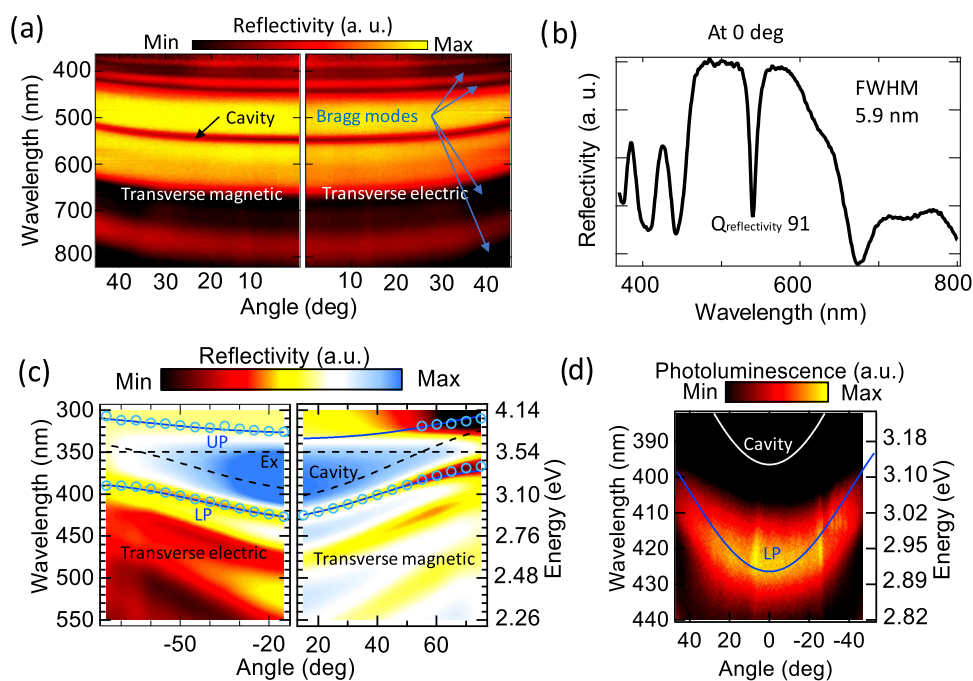 (a)
Reflectivity (a. u.)
Min
Max
Wavelength (nm)
400
500
600
700
800
Cavity
Bragg modes
Transverse magnetic
Transverse electric
40
30
20
10
10
20
30
40
Angle (deg)
(b)
At 0 deg
Reflectivity (a. u.)
FWHM
5.9 nm
Qreflectivity 91
400
600
800
Wavelength (nm)
(c)
Reflectivity (a.u.)
Min
Max
Wavelength (nm)
300
350
400
450
500
550
UP
Ex
LP
Transverse electric
Cavity
Transverse magnetic
4.14
3.54
3.10
2.76
2.48
2.26
Energy (eV)
-50
-20
20
40
60
Angle (deg)
Angle (deg)
(d)
Photoluminescence (a.u.)
Min
Max
Wavelength (nm)
390
400
410
420
430
440
Cavity
LP
3.18
3.10
3.02
2.95
2.89
2.82
Energy (eV)
40
20
0
-20
-40
Angle (deg)